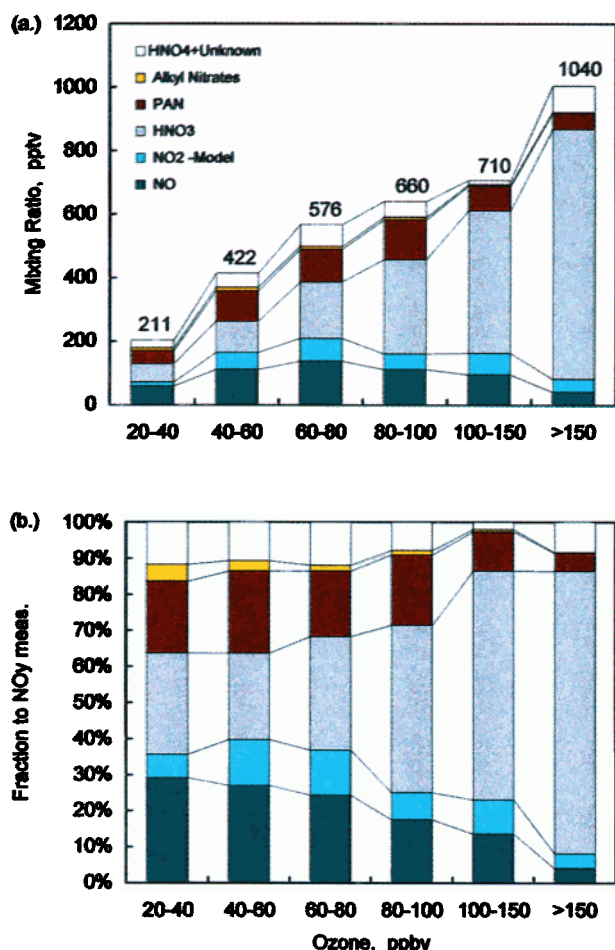 (a.)
1200
1000
800
600
400
200
0
Mixing Ratio, pptv
HNO4+Unknown
Alkyl Nitrates
PAN
HNO3
NO2 -Model
NO
211
422
576
660
710
1040
20-40 40-60 60-80 80-100 100-150 >150
(b.)
100%
90%
80%
70%
60%
50%
40%
30%
20%
10%
0%
Fraction to NOy meas.
20-40 40-60 60-80 80-100 100-150 >150
Ozone, ppbv